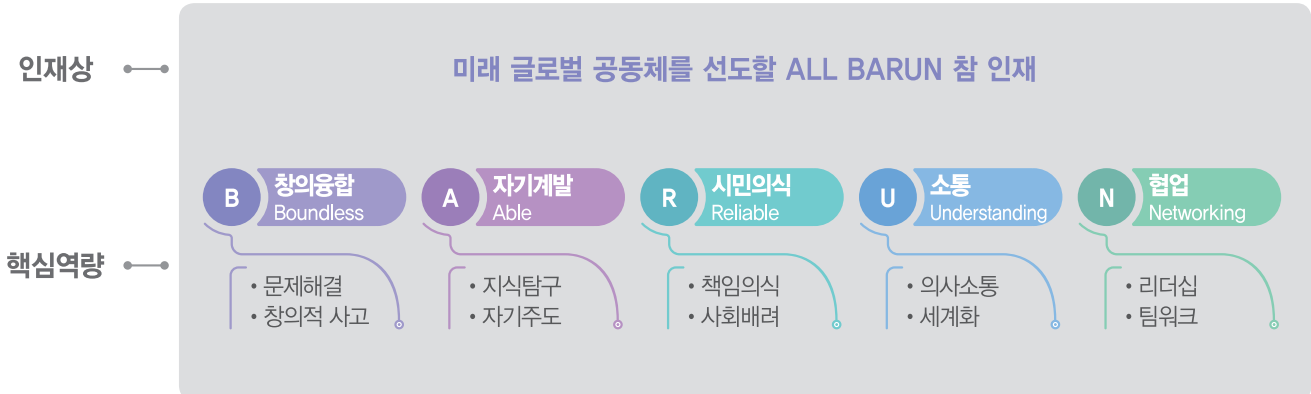 인재상
미래 글로벌 공동체를 선도할 ALL BARUN 참 인재
핵심역량
B
창의융합
Boundless
• 문제해결
• 창의적 사고
A
자기계발
Able
• 지식탐구
• 자기주도
R
시민의식
Reliable
• 책임의식
• 사회배려
U
소통
Understanding
• 의사소통
• 세계화
N
협업
Networking
• 리더십
• 팀워크